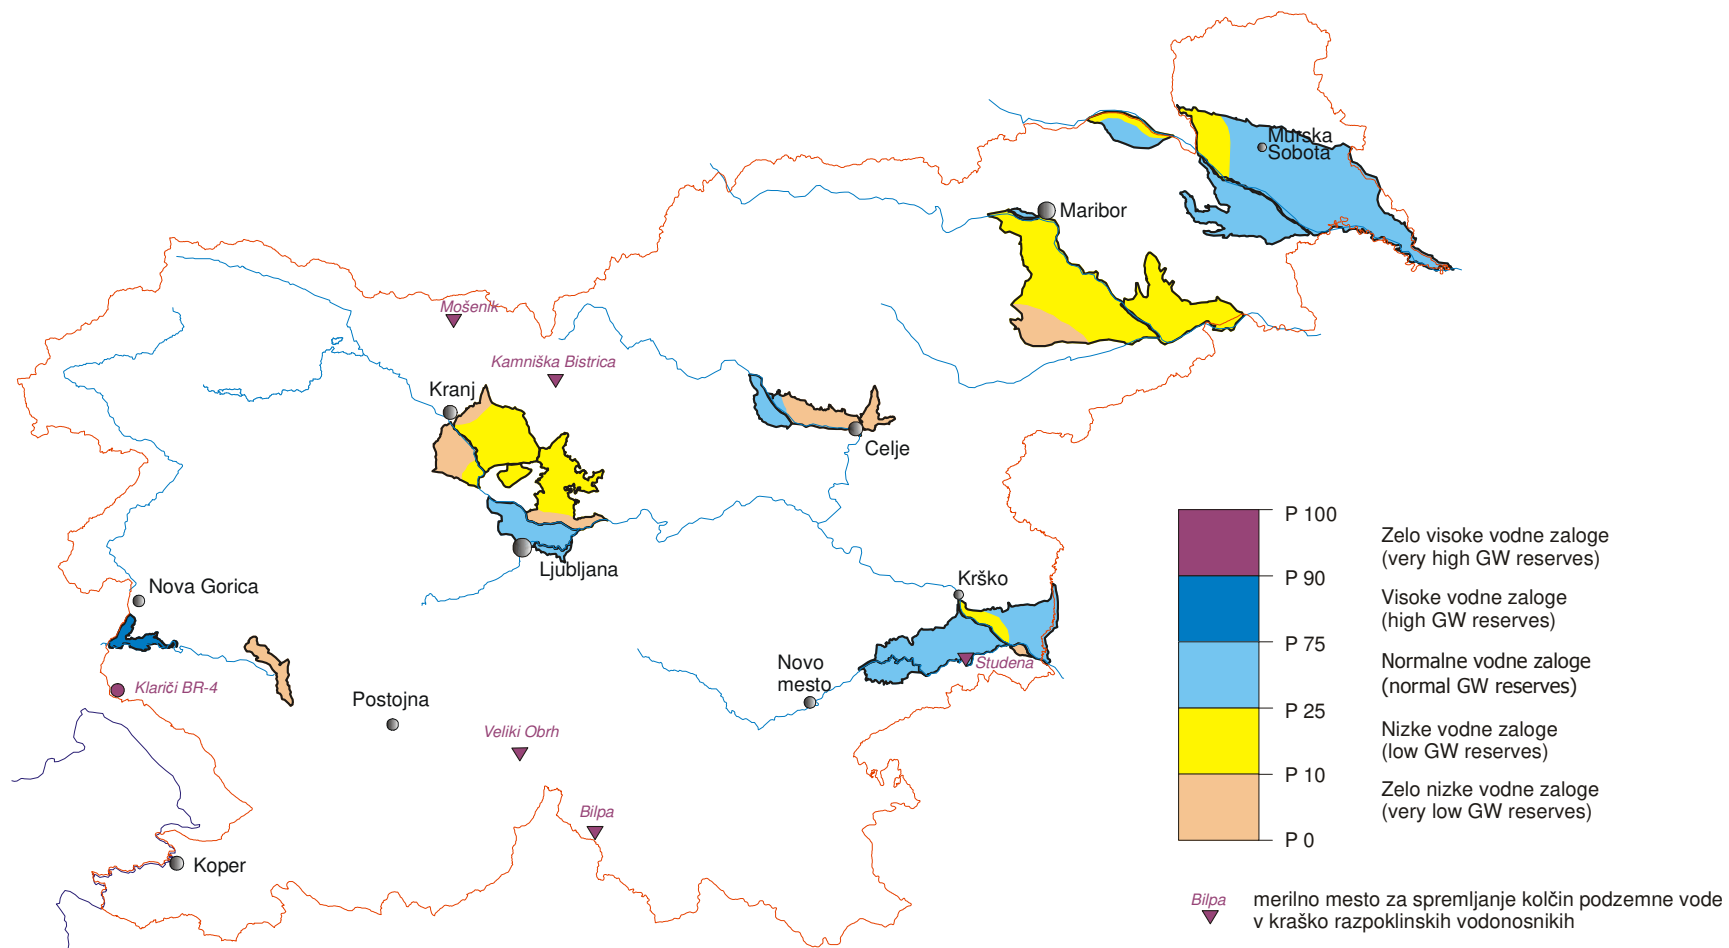 Murska
Sobota
Maribor
Mošenik
Kamniška Bistrica
Kranj
Celje
Ljubljana
Nova Gorica
Krško
Studena
Klariči BR-4
Novo
mesto
Postojna
Veliki Obrh
Bilpa
Koper
P 100
Zelo visoke vodne zaloge
(very high GW reserves)
P 90
Visoke vodne zaloge
(high GW reserves)
P 75
Normalne vodne zaloge
(normal GW reserves)
P 25
Nizke vodne zaloge
(low GW reserves)
P 10
Zelo nizke vodne zaloge
(very low GW reserves)
P 0
Bilpa
merilno mesto za spremljanje kolčin podzemne vode
v kraško razpoklinskih vodonosnikih